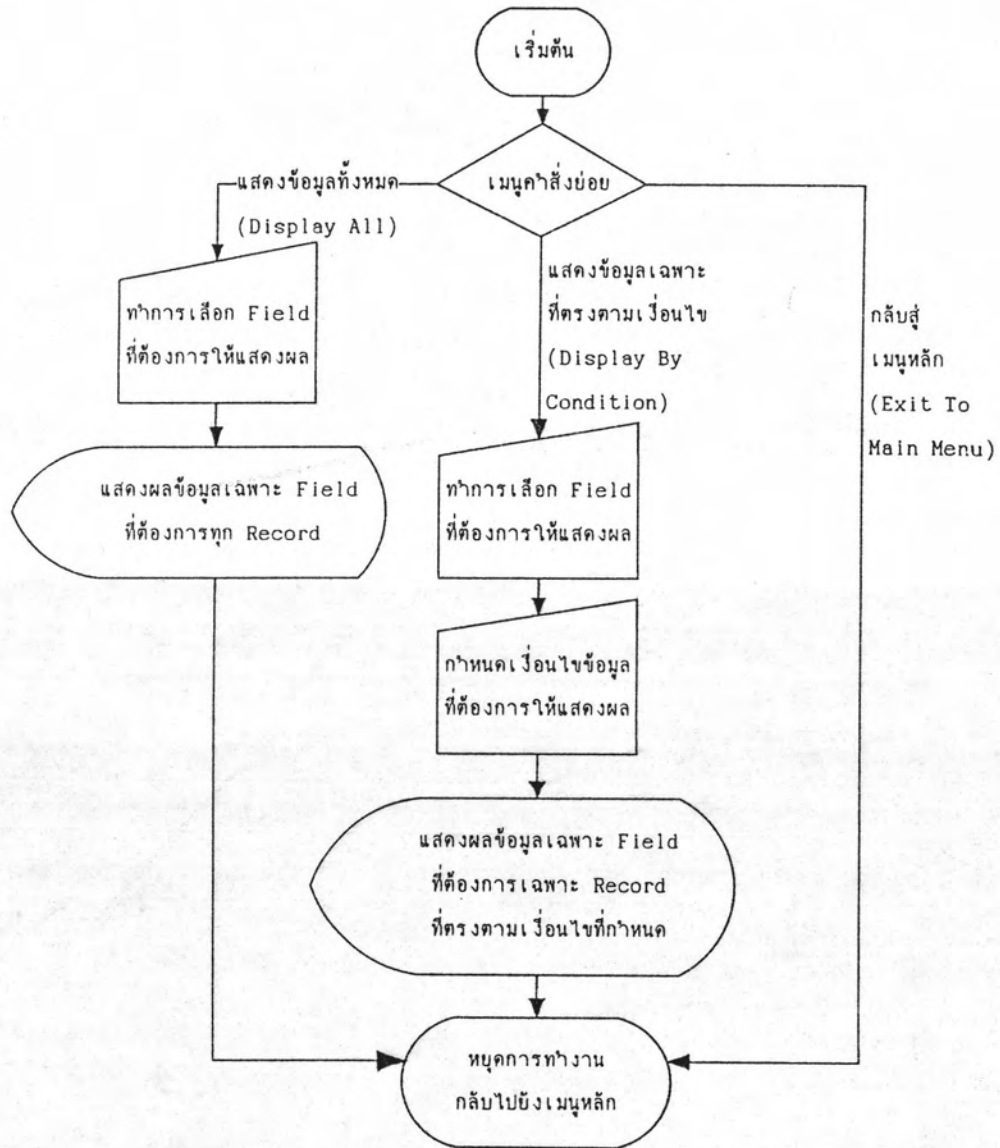 เริ่มต้น
เมนูคำสั่งย่อย
แสดงข้อมูลทั้งหมด
(Display All)
ทำการเลือก Field
ที่ต้องการให้แสดงผล
แสดงผลข้อมูลเฉพาะ Field
ที่ต้องการทุก Record
แสดงข้อมูลเฉพาะ
ที่ตรงตามเงื่อนไข
(Display By
Condition)
ทำการเลือก Field
ที่ต้องการให้แสดงผล
กำหนดเงื่อนไขข้อมูล
ที่ต้องการให้แสดงผล
แสดงผลข้อมูลเฉพาะ Field
ที่ต้องการเฉพาะ Record
ที่ตรงตามเงื่อนไขที่กำหนด
กลับสู่
เมนูหลัก
(Exit To
Main Menu)
หยุดการทำงาน
กลับไปยังเมนูหลัก